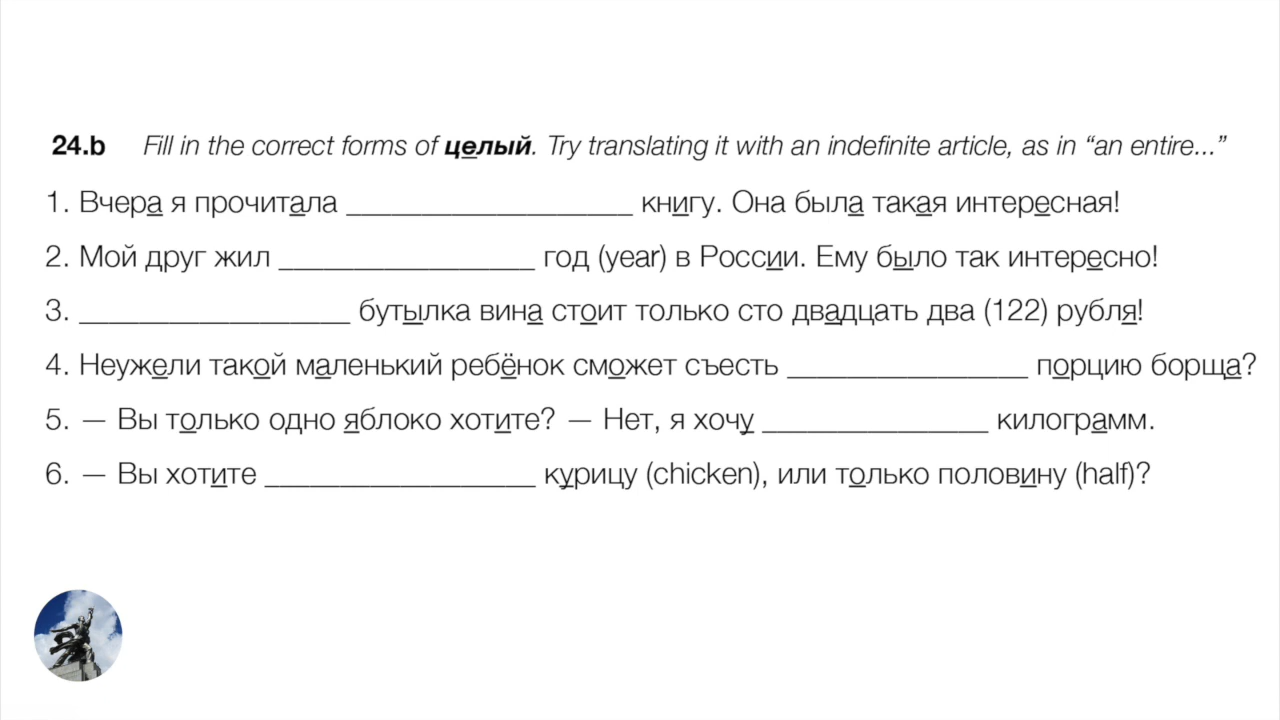 24.b Fill in the correct forms of целый. Try translating it with an indefinite article, as in “an entire...”
1. Вчера я прочитала ___________________ книгу. Она была такая интересная!
2. Мой друг жил _________________ год (year) в России. Ему было так интересно!
3. __________________ бутылка вина стоит только сто двадцать два (122) рубля!
4. Неужели такой маленький ребёнок сможет съесть ________________ порцию борща?
5. — Вы только одно яблоко хотите? — Нет, я хочу _______________ килограмм.
6. — Вы хотите __________________ курицу (chicken), или только половину (half)?